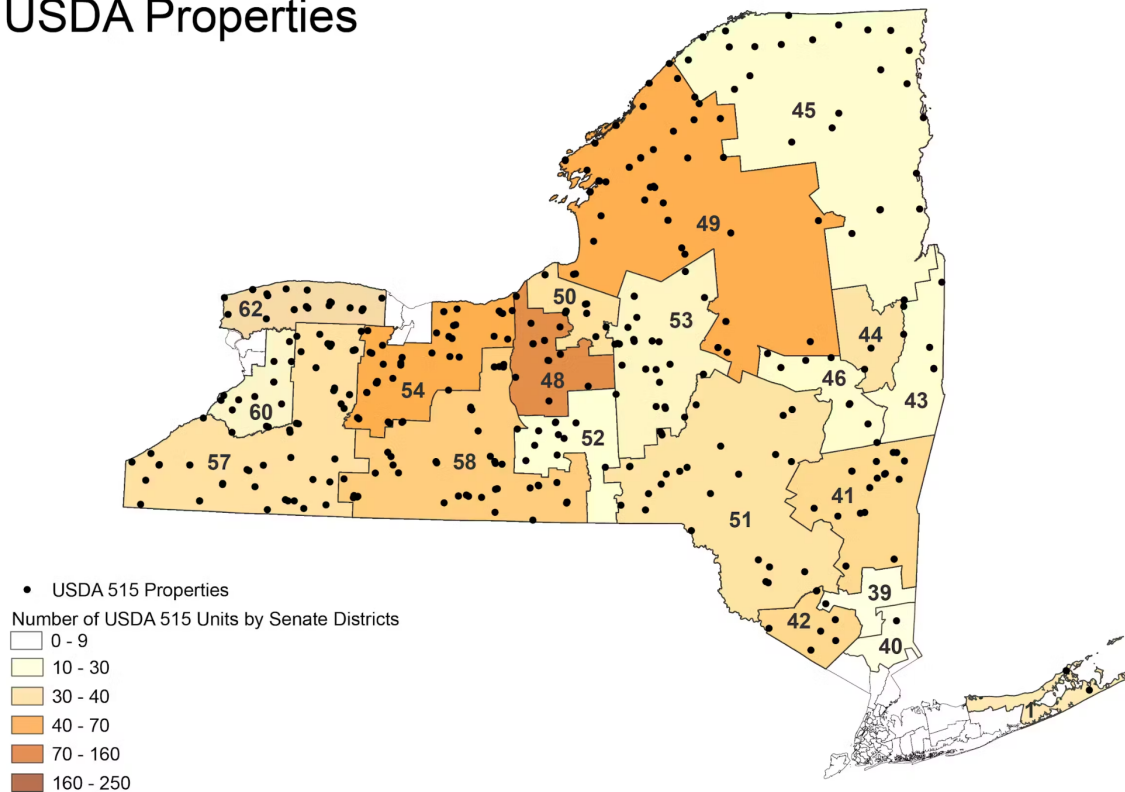 USDA Properties
45
49
50
62
53
44
48
46
54
43
60
52
57
58
41
51
39
42
40
1
USDA 515 Properties
Number of USDA 515 Units by Senate Districts
0 - 9
10 - 30
30 - 40
40 - 70
70 - 160
160 - 250